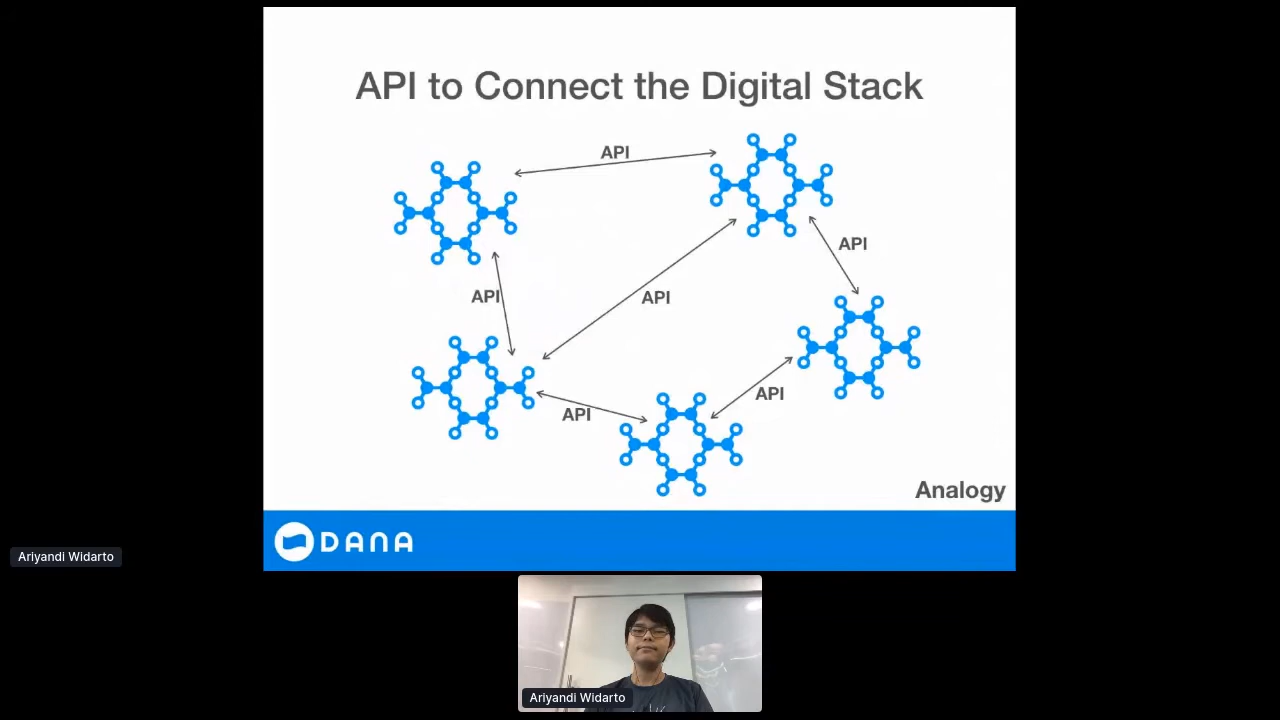 API to Connect the Digital Stack
API
API
API
API
API
API
Analogy
DANA
Ariyandi Widarto
Ariyandi Widarto